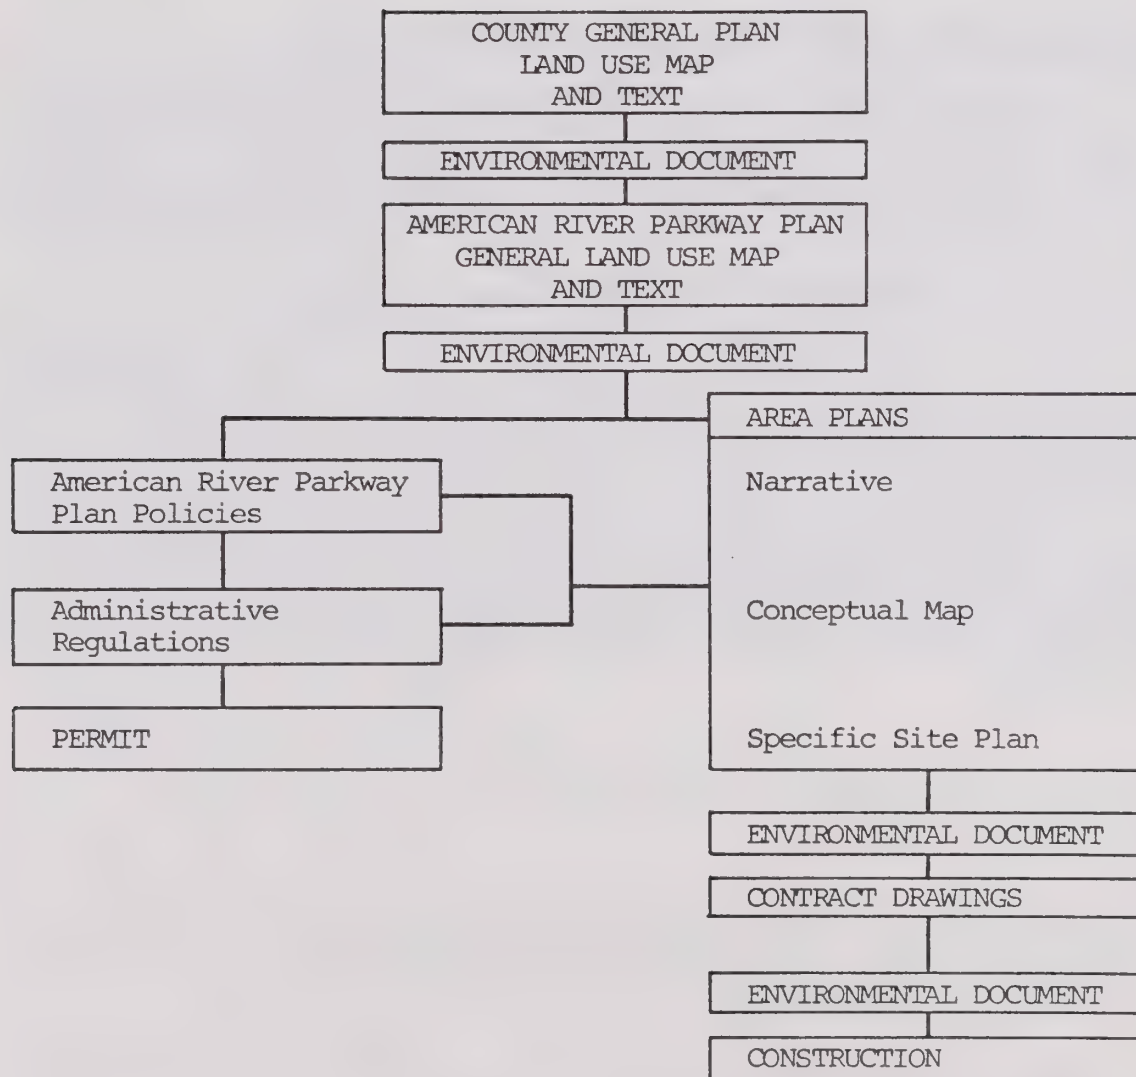 COUNTY GENERAL PLAN
LAND USE MAP
AND TEXT
ENVIRONMENTAL DOCUMENT
AMERICAN RIVER PARKWAY PLAN
GENERAL LAND USE MAP
AND TEXT
ENVIRONMENTAL DOCUMENT
American River Parkway
Plan Policies
Administrative
Regulations
PERMIT
AREA PLANS
Narrative
Conceptual Map
Specific Site Plan
ENVIRONMENTAL DOCUMENT
CONTRACT DRAWINGS
ENVIRONMENTAL DOCUMENT
CONSTRUCTION